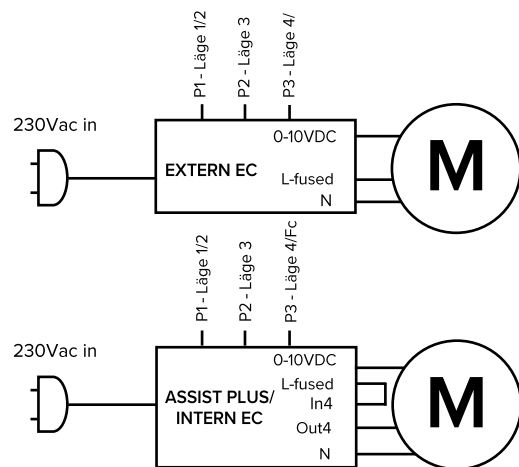 P1 - Läge 1/2
P2 - Läge 3
P3 - Läge 4/
230Vac in
EXTERN EC
0-10VDC
L-fused
N
M
P1 - Läge 1/2
P2 - Läge 3
P3 - Läge 4/Fc
230Vac in
ASSIST PLUS/
INTERN EC
0-10VDC
L-fused
In4
Out4
N
M